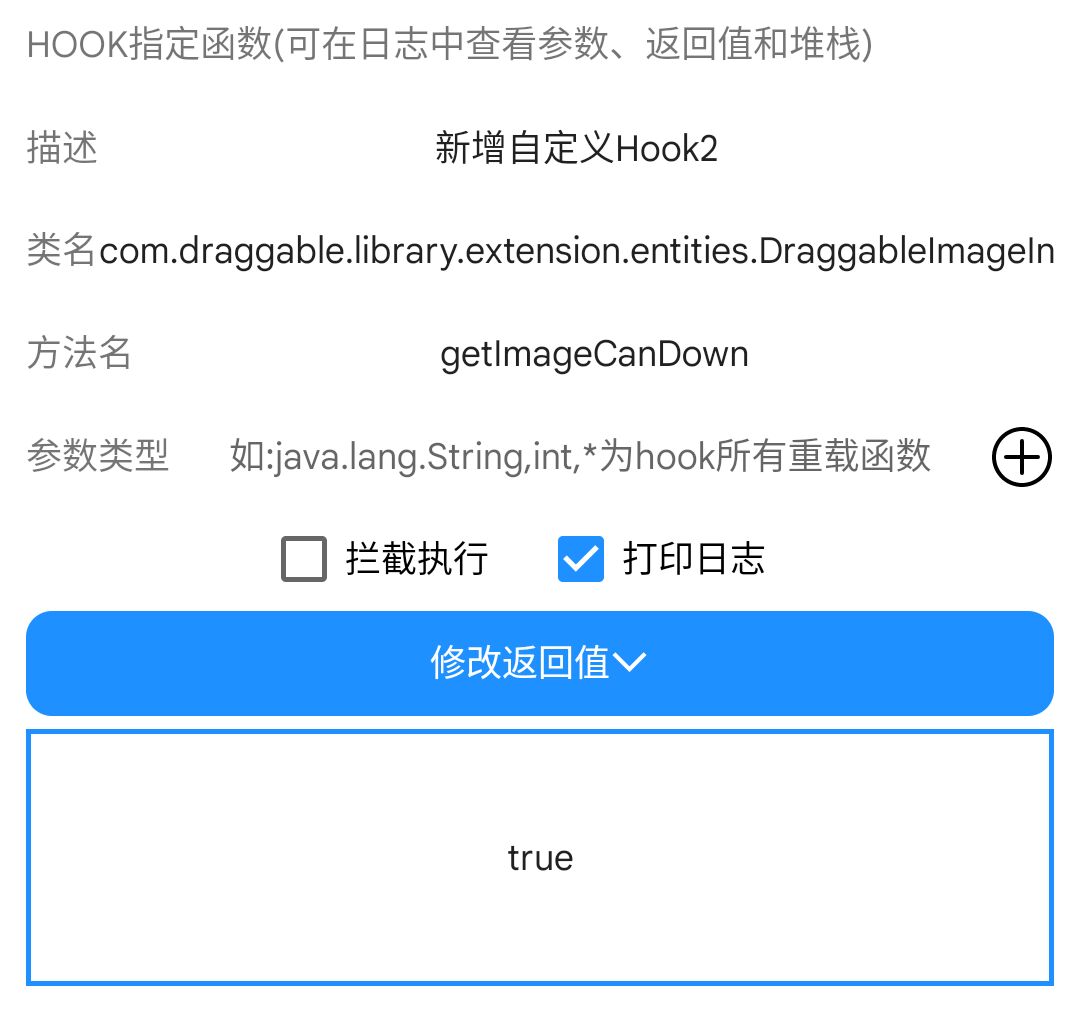 HOOK指定函数(可在日志中查看参数、返回值和堆栈)
描述 新增自定义Hook2
类名com.draggable.library.extension.entities.DraggableImageIn
方法名 getImageCanDown
参数类型 如:java.lang.String,int,*为hook所有重载函数
拦截执行 打印日志
修改返回值
true